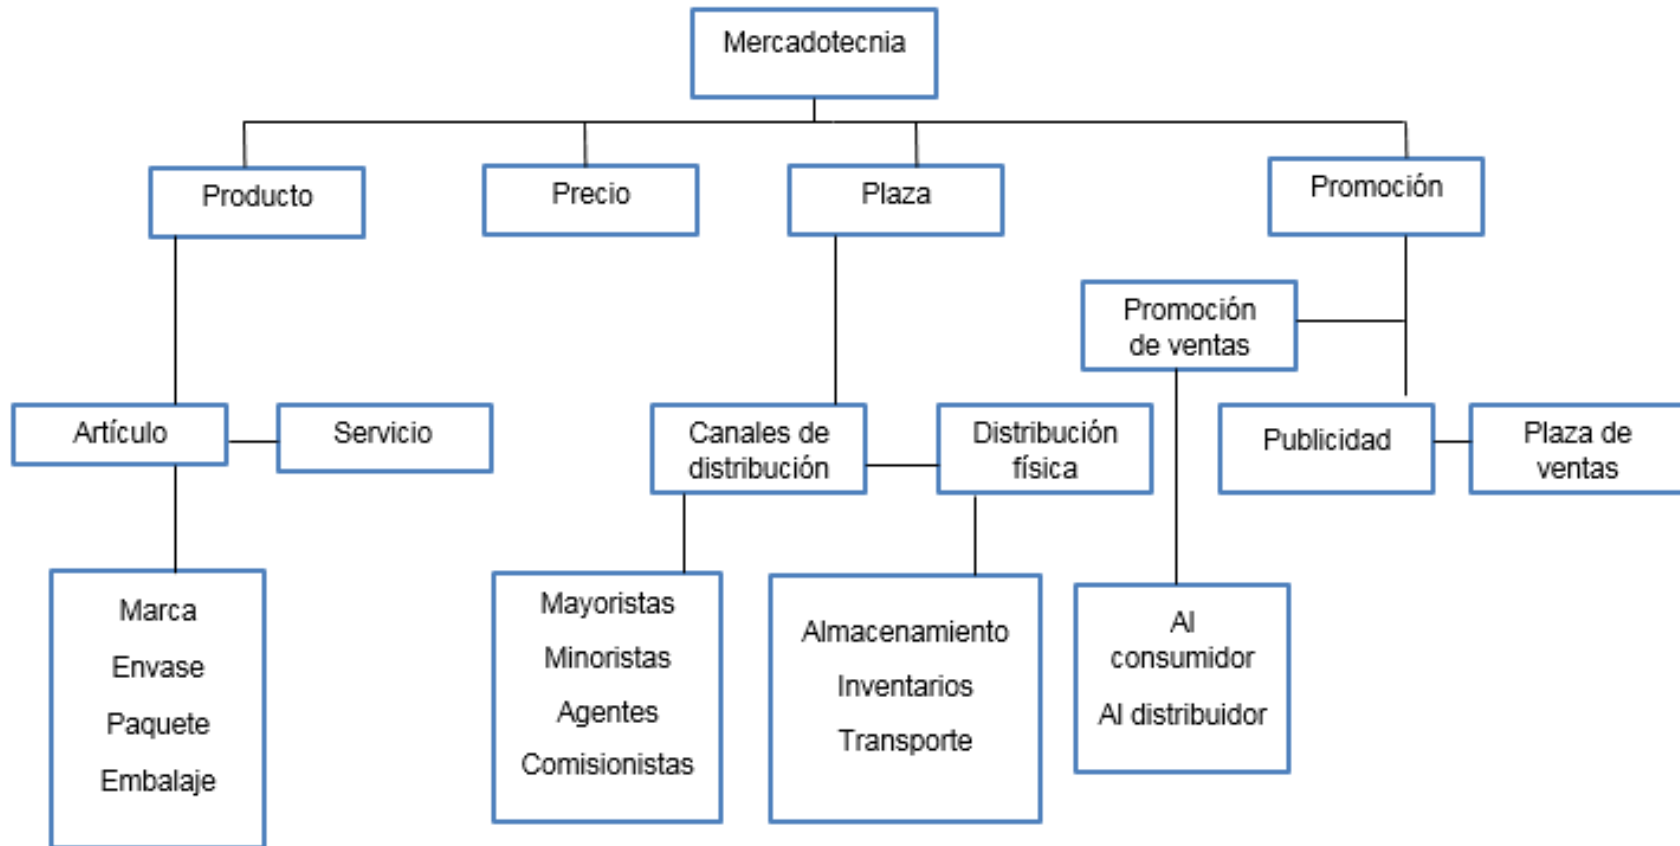 Mercadotecnia
Producto
Precio
Plaza
Promoción
Promoción
de ventas
Artículo
Servicio
Canales de
distribución
Distribución
física
Publicidad
Plaza de
ventas
Marca
Envase
Paquete
Embalaje
Mayoristas
Minoristas
Agentes
Comisionistas
Almacenamiento
Inventarios
Transporte
Al
consumidor
Al distribuidor